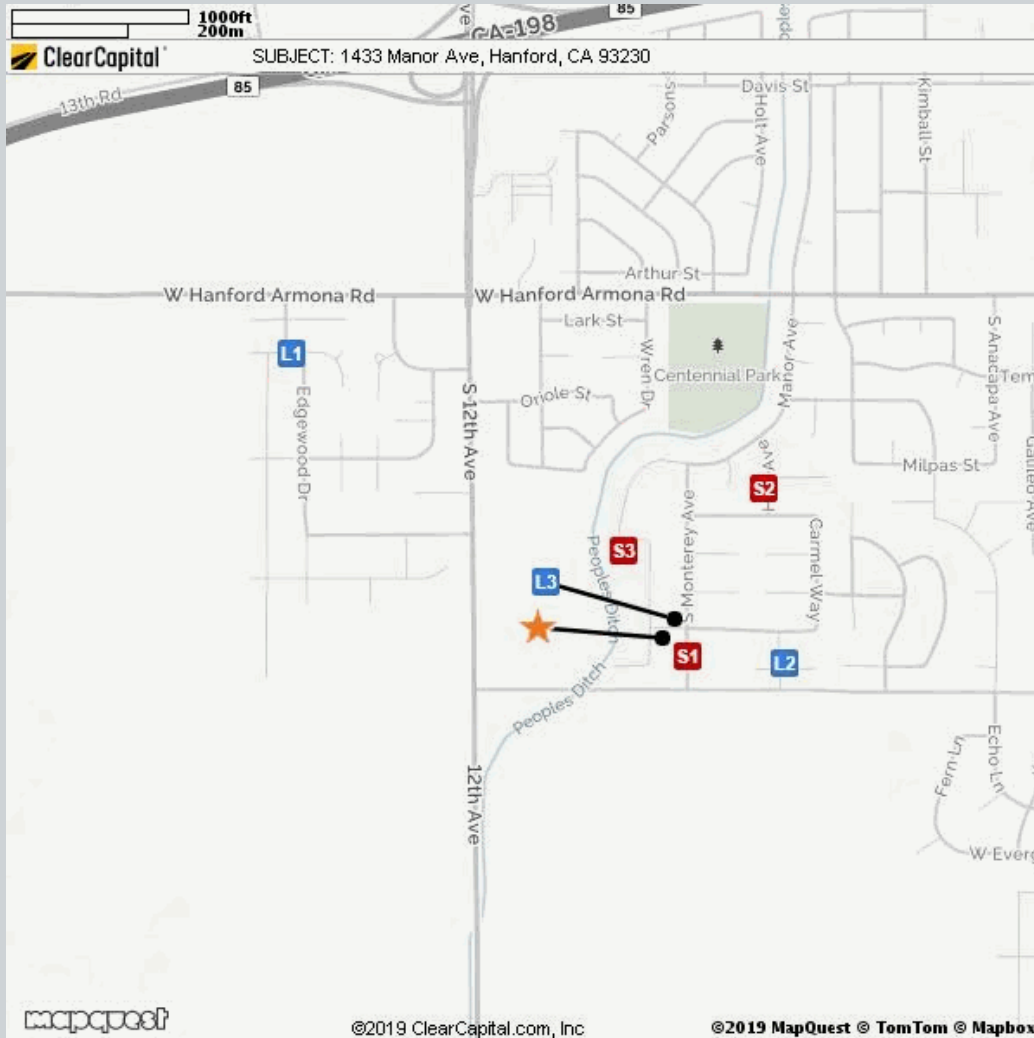 1000ft
200m
85
CA-198
ClearCapital
SUBJECT: 1433 Manor Ave, Hanford, CA 93230
13th Rd
85
Davis St
Parsons
Holt Ave
Kimball St
Arthur St
W Hanford Armona Rd
W Hanford Armona Rd
Lark St
L1
Wren Dr
Centennial Park
Manor Ave
S Anacapa Ave
Edgewood Dr
S 12th Ave
Oriole St
Milpas St
S2
S Monterey Ave
Carmel Way
S3
Peoples Ditch
L3
S1
L2
Peoples Ditch
12th Ave
Fern Ln
Echo Ln
mapquest
©2019 ClearCapital.com, Inc
©2019 MapQuest © TomTom © Mapbox